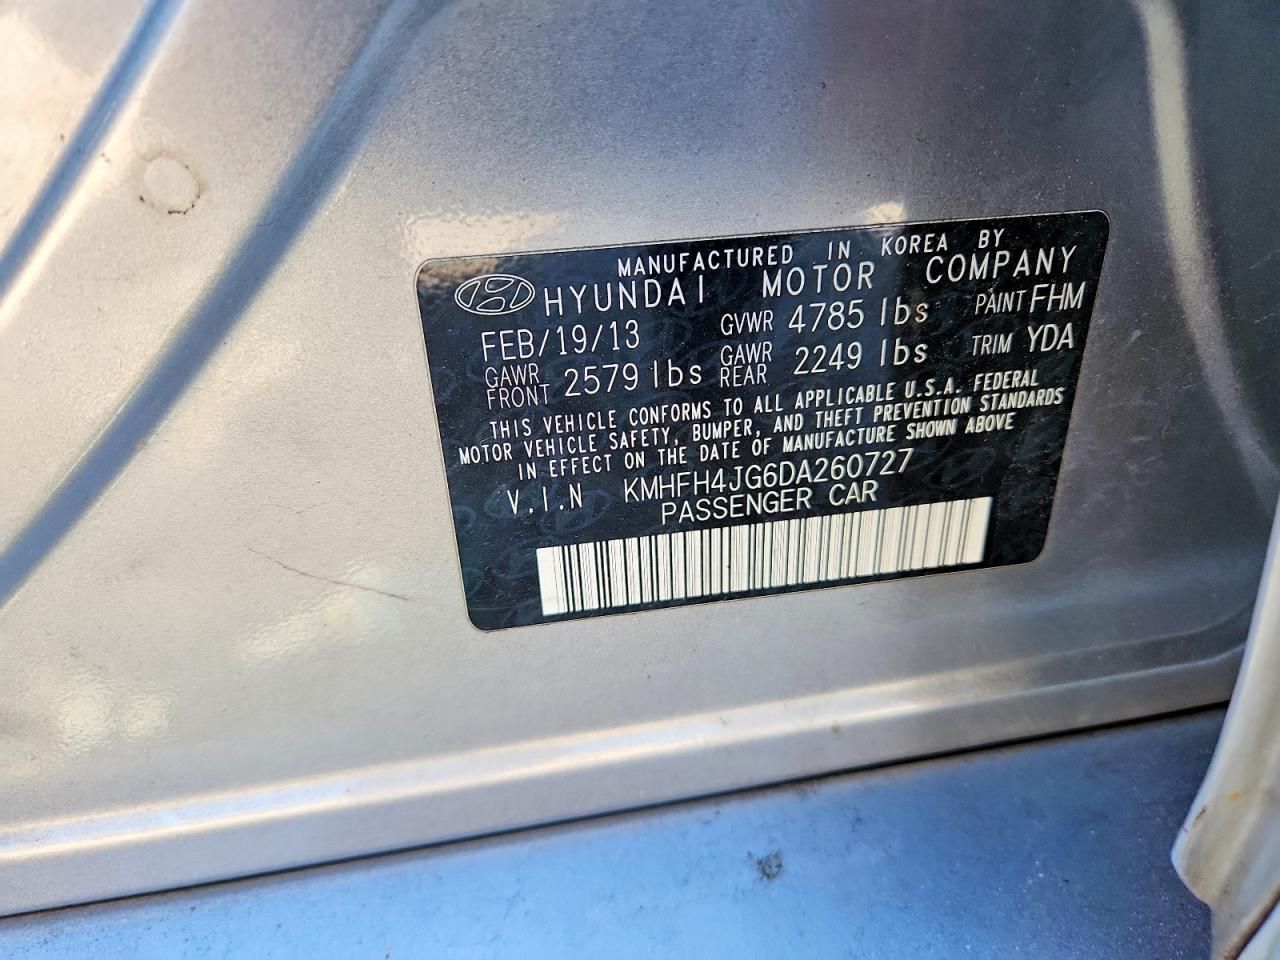 MANUFACTURED IN KOREA BY
HYUNDAI MOTOR COMPANY
FEB/19/13 GVWR 4785 lbs PAINT FHM
GAWR FRONT 2579 lbs GAWR REAR 2249 lbs TRIM YDA
THIS VEHICLE CONFORMS TO ALL APPLICABLE U.S.A. FEDERAL
MOTOR VEHICLE SAFETY, BUMPER, AND THEFT PREVENTION STANDARDS
IN EFFECT ON THE DATE OF MANUFACTURE SHOWN ABOVE
V.I.N KMHFH4JG6DA260727
PASSENGER CAR